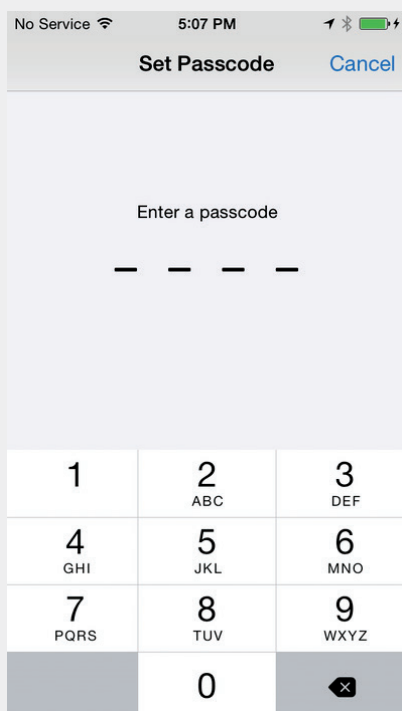 No Service 5:07 PM
Set Passcode Cancel
Enter a passcode
1 2 3
ABC DEF
4 5 6
GHI JKL MNO
7 8 9
PQRS TUV WXYZ
0